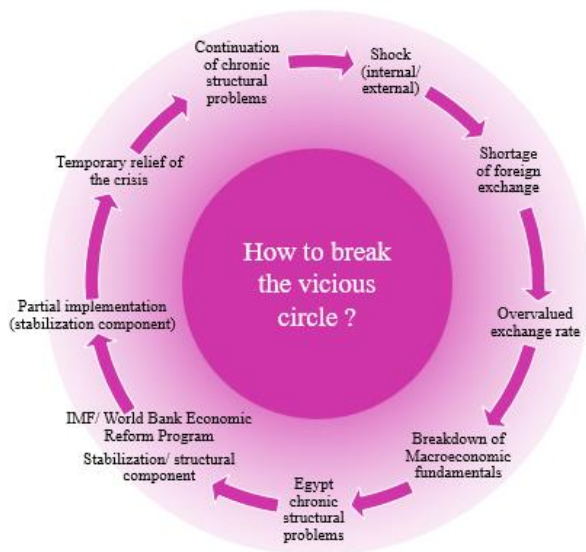 Continuation
of chronic
structural
problems
Shock
(internal/
external)
Shortage
of foreign
exchange
Overvalued
exchange rate
Breakdown of
Macroeconomic
fundamentals
Egypt
chronic
structural
problems
IMF/ World Bank Economic
Reform Program
Stabilization/ structural
component
Partial implementation
(stabilization component)
Temporary relief of
the crisis
How to break
the vicious
circle ?